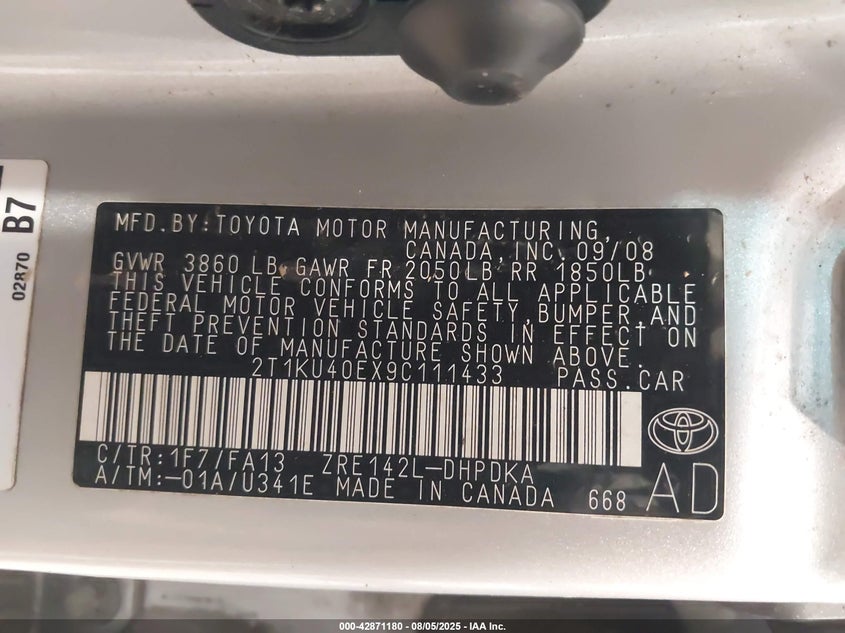 MFD.BY:TOYOTA MOTOR MANUFACTURING,
CANADA,INC. 09/08
GVWR 3860 LB GAWR FR 2050LB RR 1850LB
THIS VEHICLE CONFORMS TO ALL APPLICABLE
FEDERAL MOTOR VEHICLE SAFETY,BUMPER,AND
THEFT PREVENTION STANDARDS IN EFFECT ON
THE DATE OF MANUFACTURE SHOWN ABOVE.
2T1KU40EX9C111433 PASS.CAR
C/TR:1F7/FA13 ZRE142L-DHPDKA
A/TM:-01A/U341E MADE IN CANADA 668 AD
B7
02870
000-42871180 - 08/05/2025 - IAA Inc.